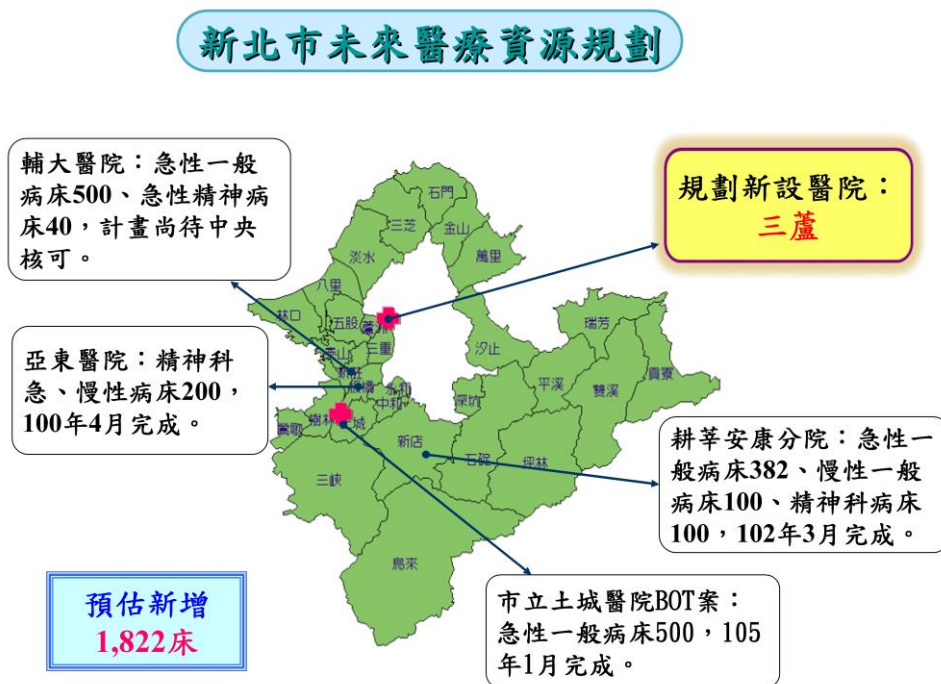 新北市未來醫療資源規劃
輔大醫院：急性一般
病床500、急性精神病
床40，計畫尚待中央
核可。
規劃新設醫院：
三蘆
亞東醫院：精神科
急、慢性病床200，
100年4月完成。
石門
三芝
金山
淡水
萬里
八里
林口
五股
三重
汐止
瑞芳
平溪
雙溪
貢寮
深坑
永和
中和
樹林
鶯歌
新店
石碇
坪林
三峽
烏來
耕莘安康分院：急性一
般病床382、慢性一般
病床100、精神科病床
100，102年3月完成。
市立土城醫院BOT案：
急性一般病床500，105
年1月完成。
預估新增
1,822床